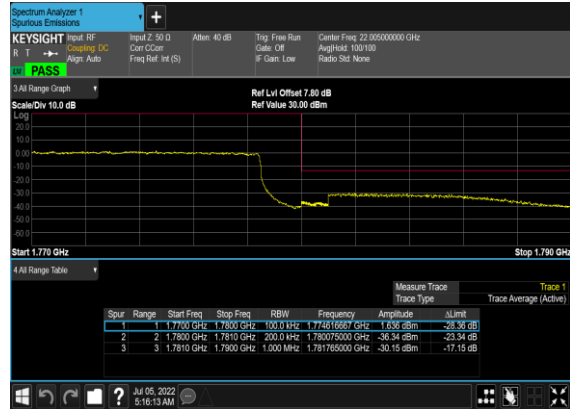 Spectrum Analyzer 1
Spurious Emissions
+
KEYSIGHT Input: RF Input Z: 50 Ω Atten: 40 dB Trig: Free Run Center Freq: 22.005000000 GHz
R T Coupling: DC Corr CCorr Gate: Off Avg|Hold: 100/100
Align: Auto Freq Ref: Int (S) IF Gain: Low Radio Std: None
PASS
3 All Range Graph
Ref Lvl Offset 7.80 dB
Scale/Div 10.0 dB Ref Value 30.00 dBm
Log
20.0
10.0
0.00
-10.0
-20.0
-30.0
-40.0
-50.0
-60.0
Start 1.770 GHz Stop 1.790 GHz
4 All Range Table
Measure Trace Trace 1
Trace Type Trace Average (Active)
Spur Range Start Freq Stop Freq RBW Frequency Amplitude ΔLimit
1 1 1.7700 GHz 1.7800 GHz 100.0 kHz 1.774616667 GHz 1.636 dBm -28.36 dB
2 2 1.7800 GHz 1.7810 GHz 200.0 kHz 1.780075000 GHz -36.34 dBm -23.34 dB
3 3 1.7810 GHz 1.7900 GHz 1.000 MHz 1.781765000 GHz -30.15 dBm -17.15 dB
? Jul 05, 2022
5:16:13 AM